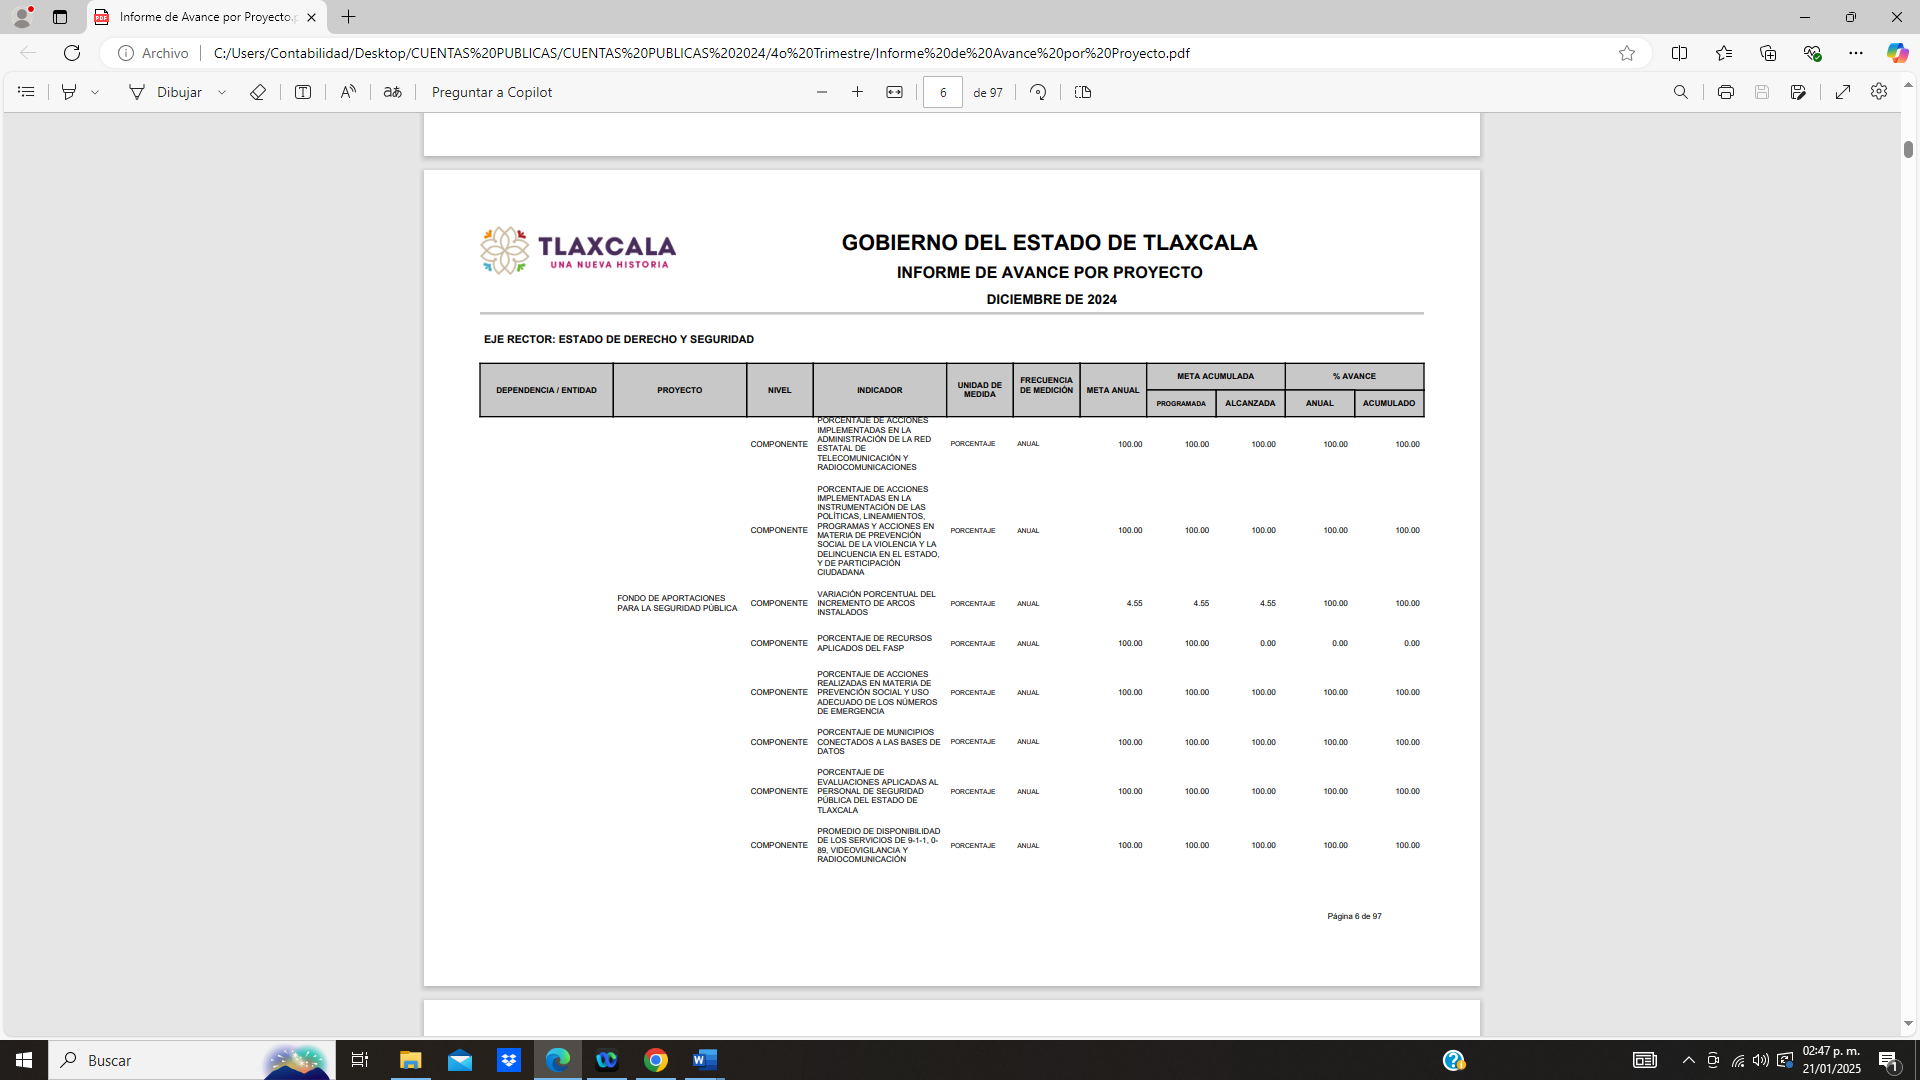 Informe de Avance por Proyecto.p
Archivo
C:/Users/Contabilidad/Desktop/CUENTAS%20PUBLICAS/CUENTAS%20PUBLICAS%202024/4o%20Trimestre/Informe%20de%20Avance%20por%20Proyecto.pdf
Dibujar
Preguntar a Copilot
6 de 97
TLAXCALA
UNA NUEVA HISTORIA
GOBIERNO DEL ESTADO DE TLAXCALA
INFORME DE AVANCE POR PROYECTO
DICIEMBRE DE 2024
EJE RECTOR: ESTADO DE DERECHO Y SEGURIDAD
DEPENDENCIA / ENTIDAD
PROYECTO
NIVEL
INDICADOR
UNIDAD DE
MEDIDA
FRECUENCIA
DE MEDICIÓN
META ANUAL
META ACUMULADA
PROGRAMADA
ALCANZADA
% AVANCE
ANUAL
ACUMULADO
COMPONENTE
PORCENTAJE DE ACCIONES
IMPLEMENTADAS EN LA
ADMINISTRACIÓN DE LA RED
ESTATAL DE
TELECOMUNICACIÓN Y
RADIOCOMUNICACIONES
PORCENTAJE ANUAL 100.00 100.00 100.00 100.00 100.00
COMPONENTE
PORCENTAJE DE ACCIONES
IMPLEMENTADAS EN LA
INSTRUMENTACIÓN DE LAS
POLÍTICAS, LINEAMIENTOS,
PROGRAMAS Y ACCIONES EN
MATERIA DE PREVENCIÓN
SOCIAL DE LA VIOLENCIA Y LA
DELINCUENCIA EN EL ESTADO,
Y DE PARTICIPACIÓN
CIUDADANA
PORCENTAJE ANUAL 100.00 100.00 100.00 100.00 100.00
FONDO DE APORTACIONES
PARA LA SEGURIDAD PÚBLICA
COMPONENTE
VARIACIÓN PORCENTUAL DEL
INCREMENTO DE ARCOS
INSTALADOS
PORCENTAJE ANUAL 4.55 4.55 4.55 100.00 100.00
COMPONENTE
PORCENTAJE DE RECURSOS
APLICADOS DEL FASP
PORCENTAJE ANUAL 100.00 100.00 0.00 0.00 0.00
COMPONENTE
PORCENTAJE DE ACCIONES
REALIZADAS EN MATERIA DE
PREVENCIÓN SOCIAL Y USO
ADECUADO DE LOS NÚMEROS
DE EMERGENCIA
PORCENTAJE ANUAL 100.00 100.00 100.00 100.00 100.00
COMPONENTE
PORCENTAJE DE MUNICIPIOS
CONECTADOS A LAS BASES DE
DATOS
PORCENTAJE ANUAL 100.00 100.00 100.00 100.00 100.00
COMPONENTE
PORCENTAJE DE
EVALUACIONES APLICADAS AL
PERSONAL DE SEGURIDAD
PÚBLICA DEL ESTADO DE
TLAXCALA
PORCENTAJE ANUAL 100.00 100.00 100.00 100.00 100.00
COMPONENTE
PROMEDIO DE DISPONIBILIDAD
DE LOS SERVICIOS DE 9-1-1, 0-
89, VIDEOVIGILANCIA Y
RADIOCOMUNICACIÓN
PORCENTAJE ANUAL 100.00 100.00 100.00 100.00 100.00
Página 6 de 97
Buscar
02:47 p. m.
21/01/2025
1